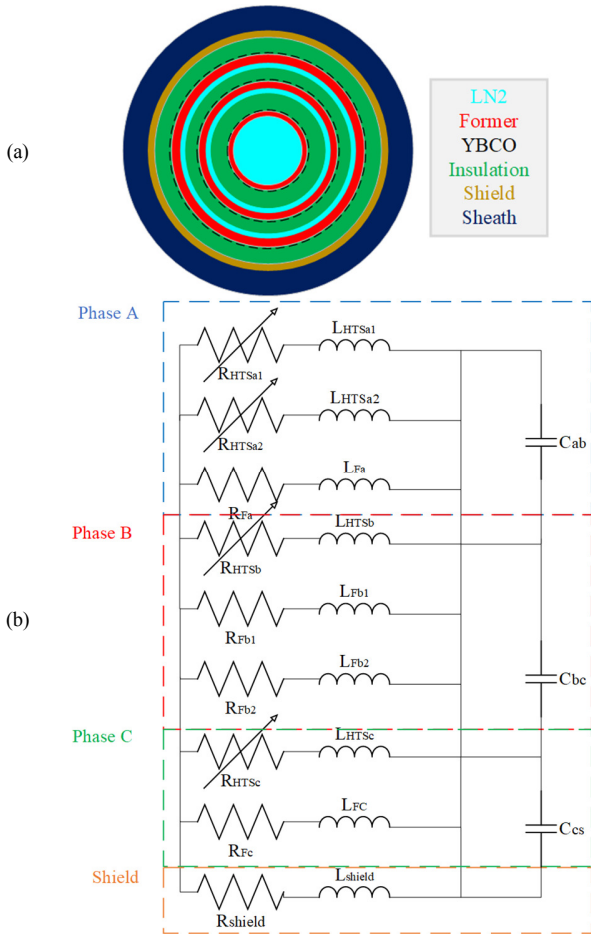 (a)
LN2
Former
YBCO
Insulation
Shield
Sheath
(b)
Phase A
RHTSa1
LHTSa1
RHTSa2
LHTSa2
Cab
RFa
LFa
Phase B
RHTSb
LHTSb
RFb1
LFb1
RFb2
LFb2
Cbc
Phase C
RHTSc
LHTSc
RFc
LFC
Ccs
Shield
Rshield
Lshield